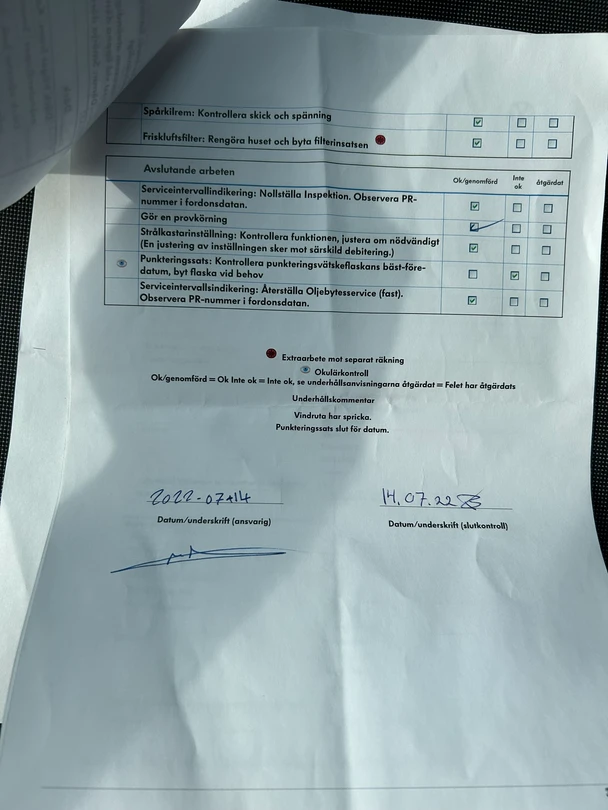 Spårkilrem: Kontrollera skick och spänning
Friskluftsfilter: Rengöra huset och byta filterinsatsen
Avslutande arbeten
Ok/genomförd
Inte ok
åtgärdat
Serviceintervallindikering: Nollställa Inspektion. Observera PR-
nummer i fordonsdatan.
Gör en provkörning
Strålkastarinställning: Kontrollera funktionen, justera om nödvändigt
(En justering av inställningen sker mot särskild debitering.)
Punkteringssats: Kontrollera punkteringsvätskeflaskans bäst-före-
datum, byt flaska vid behov
Serviceintervallsindikering: Återställa Oljebytesservice (fast).
Observera PR-nummer i fordonsdatan.
Extraarbete mot separat räkning
Okulärkontroll
Ok/genomförd = Ok Inte ok = Inte ok, se underhållsanvisningarna åtgärdat = Felet har åtgärdats
Underhållskommentar
Vindruta har spricka.
Punkteringssats slut för datum.
2022-07-14
14.07.22
Datum/underskrift (ansvarig)
Datum/underskrift (slutkontroll)